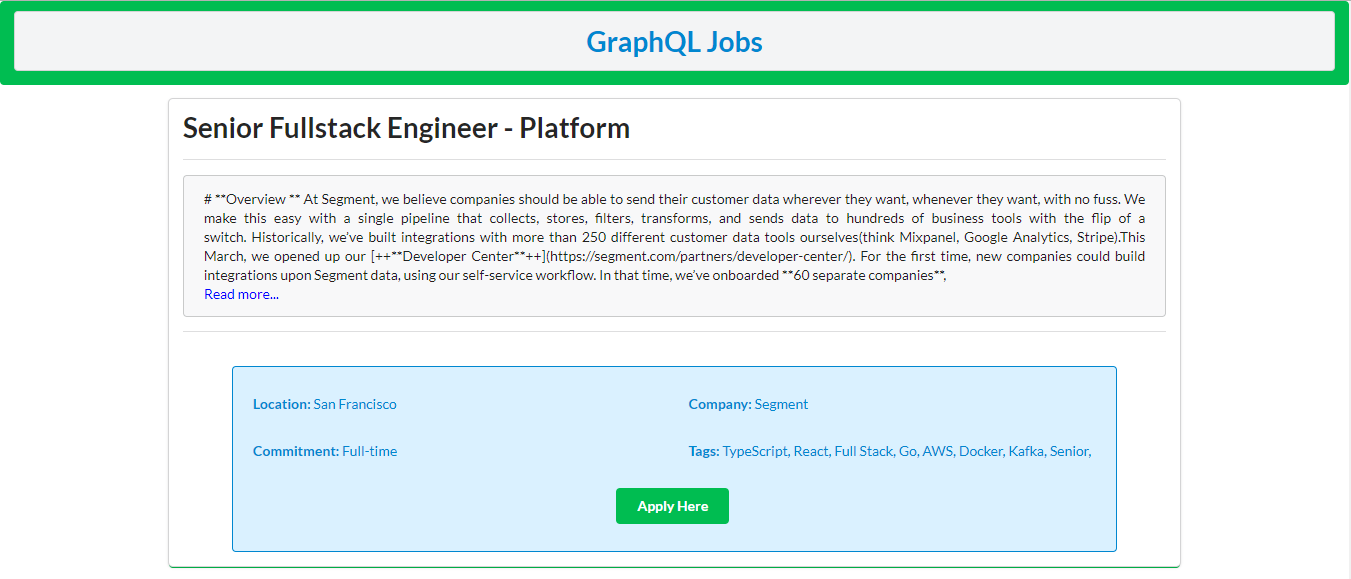 GraphQL Jobs
Senior Fullstack Engineer - Platform
# **Overview ** At Segment, we believe companies should be able to send their customer data wherever they want, whenever they want, with no fuss. We
make this easy with a single pipeline that collects, stores, filters, transforms, and sends data to hundreds of business tools with the flip of a
switch. Historically, we've built integrations with more than 250 different customer data tools ourselves(think Mixpanel, Google Analytics, Stripe).This
March, we opened up our [++**Developer Center**++](https://segment.com/partners/developer-center/). For the first time, new companies could build
integrations upon Segment data, using our self-service workflow. In that time, we've onboarded **60 separate companies**,
Read more...
Location: San Francisco
Company: Segment
Commitment: Full-time
Tags: TypeScript, React, Full Stack, Go, AWS, Docker, Kafka, Senior,
Apply Here